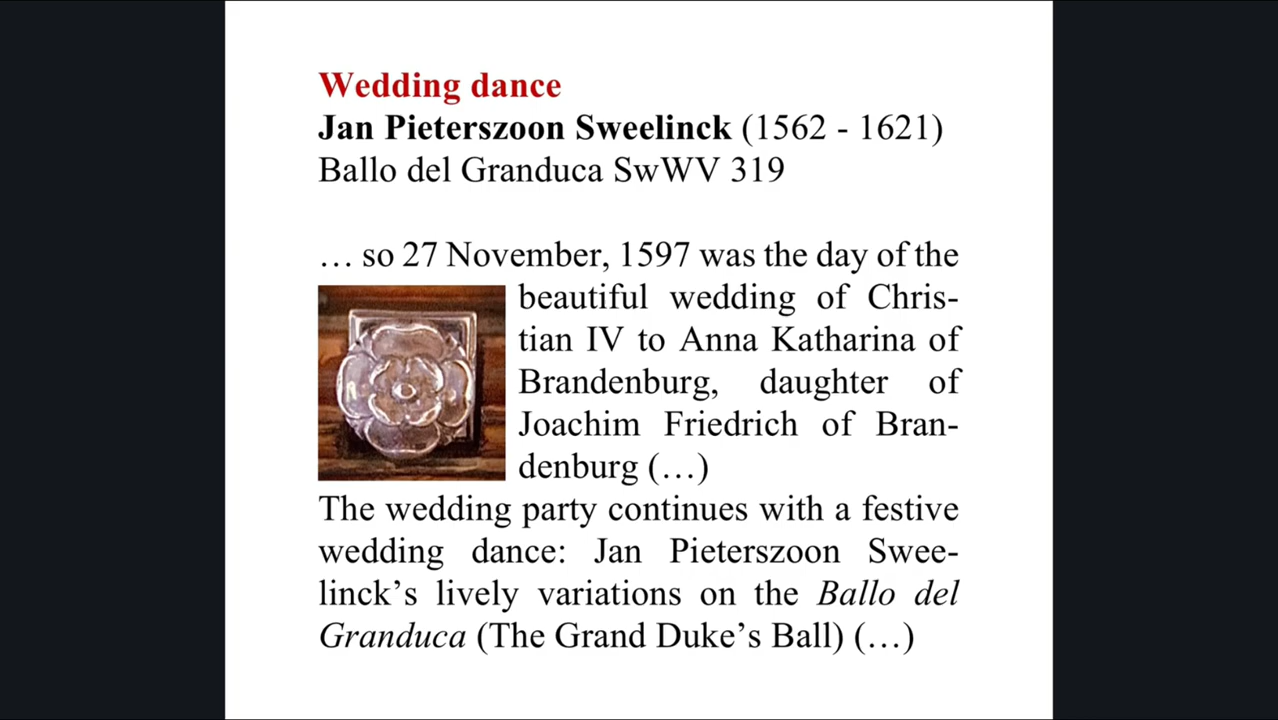 Wedding dance
Jan Pieterszoon Sweelinck (1562 - 1621)
Ballo del Granduca SwWV 319
… so 27 November, 1597 was the day of the
beautiful wedding of Chris-
tian IV to Anna Katharina of
Brandenburg, daughter of
Joachim Friedrich of Bran-
denburg (…)
The wedding party continues with a festive
wedding dance: Jan Pieterszoon Swee-
linck’s lively variations on the Ballo del
Granduca (The Grand Duke’s Ball) (…)